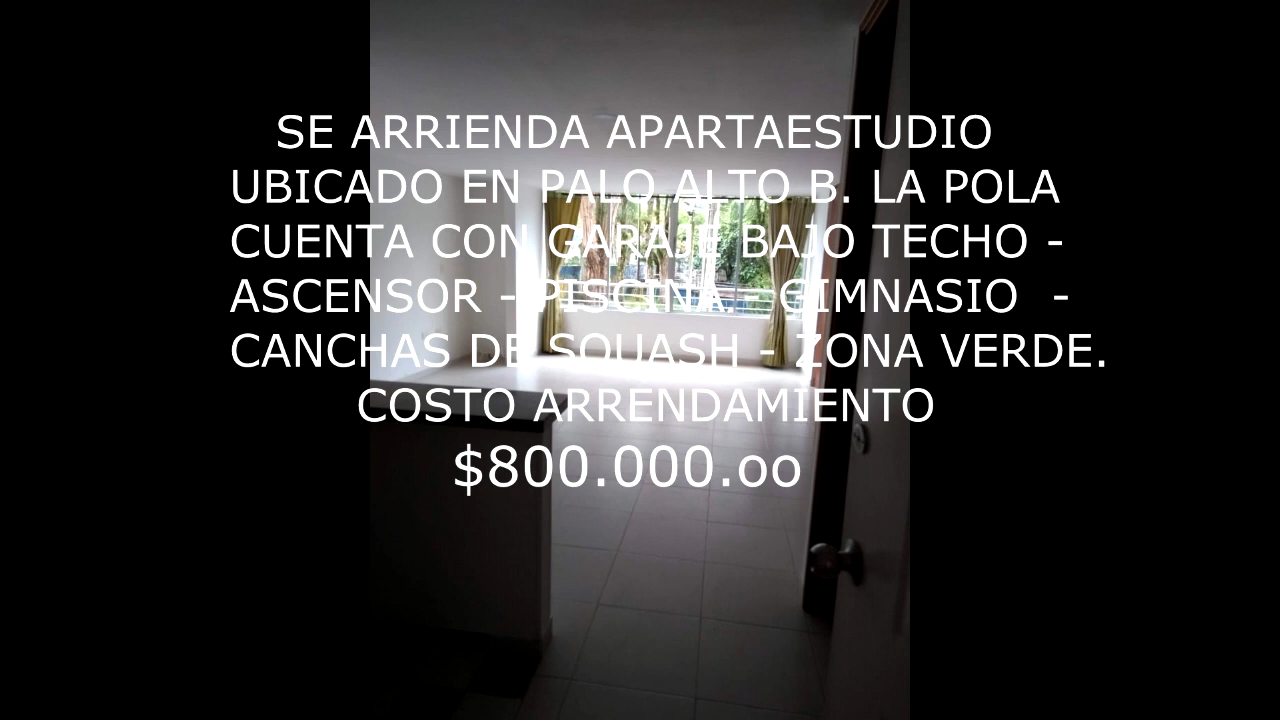 SE ARRIENDA APARTAESTUDIO
UBICADO EN PALO ALTO B. LA POLA
CUENTA CON GARAJE BAJO TECHO -
ASCENSOR - PISCINA - GIMNASIO -
CANCHAS DE SQUASH - ZONA VERDE.
COSTO ARRENDAMIENTO
$800.000.oo